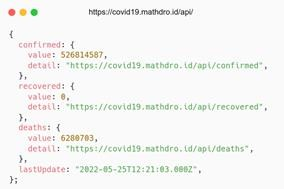 https://covid19.mathdro.id/api/
{
  confirmed: {
    value: 526814587,
    detail: "https://covid19.mathdro.id/api/confirmed",
  },
  recovered: {
    value: 0,
    detail: "https://covid19.mathdro.id/api/recovered",
  },
  deaths: {
    value: 6280703,
    detail: "https://covid19.mathdro.id/api/deaths",
  },
  lastUpdate: "2022-05-25T12:21:03.000Z",
};